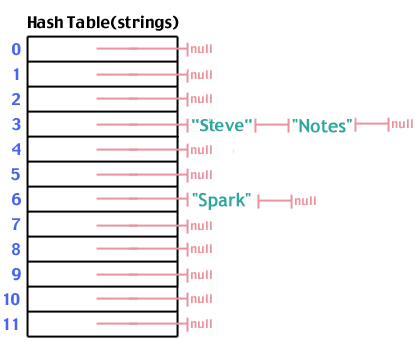 Hash Table(strings)
0 null
1 null
2 null
3 "Steve" "Notes" null
4 null
5 null
6 "Spark" null
7 null
8 null
9 null
10 null
11 null